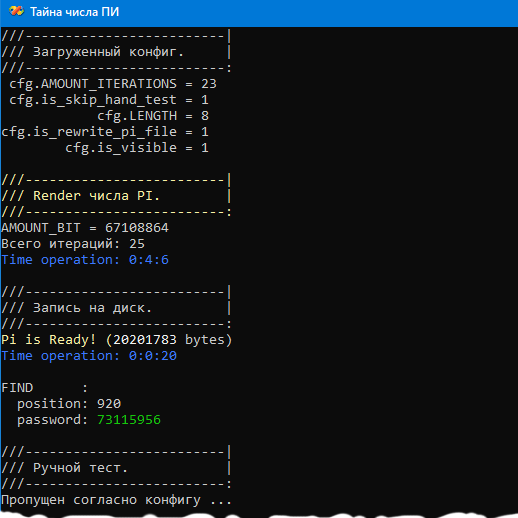 Тайна числа ПИ
///-------------------------|
/// Загруженный конфиг.     |
///-------------------------:
 cfg.AMOUNT_ITERATIONS = 23
 cfg.is_skip_hand_test = 1
            cfg.LENGTH = 8
cfg.is_rewrite_pi_file = 1
        cfg.is_visible = 1
///-------------------------|
/// Render числа PI.        |
///-------------------------:
AMOUNT_BIT = 67108864
Всего итераций: 25
Time operation: 0:4:6
///-------------------------|
/// Запись на диск.         |
///-------------------------:
Pi is Ready! (20201783 bytes)
Time operation: 0:0:20
FIND      :
  position: 920
  password: 73115956
///-------------------------|
/// Ручной тест.            |
///-------------------------:
Пропущен согласно конфигу ...